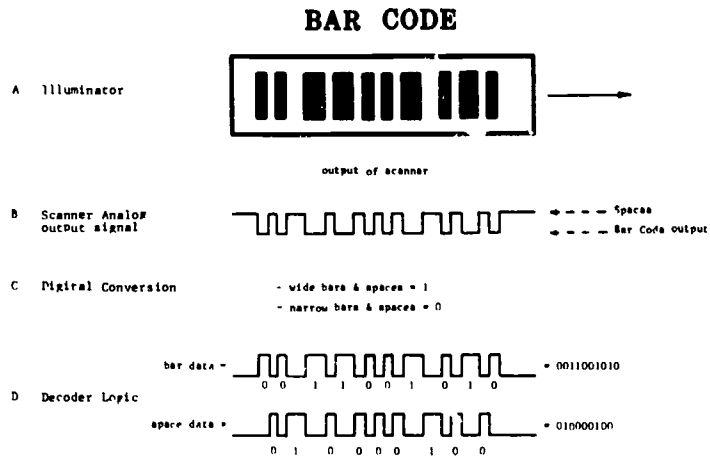 BAR CODE
A Illuminator
output of scanner
B Scanner Analog
output signal
Spaces
Bar Code output
C Pigiral Conversion
- wide bars & spaces = 1
- narrow bars & spaces = 0
bar data = = 0011001010
0 0 1 1 0 0 1 0 1 0
D Decoder Logic
space data = = 010000100
0 1 0 0 0 0 1 0 0